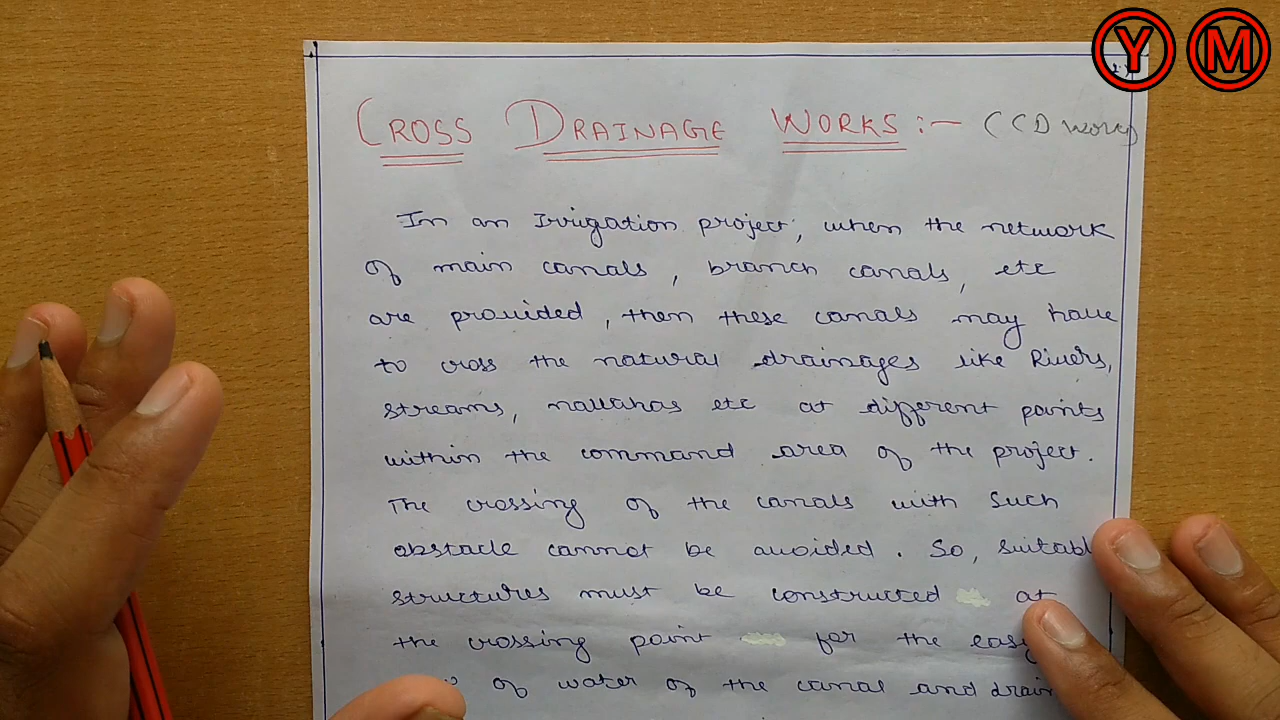 Y M
CROSS DRAINAGE WORKS :- (CD work)
In an Irrigation project, when the network
of main canals, branch canals, etc
are provided, then these canals may have
to cross the natural drainages like Rivers,
streams, nallahas etc at different points
within the command area of the project.
The crossing of the canals with such
obstacle cannot be avoided. So, suitabl
structures must be constructed at
the crossing point for the easy
of water of the canal and drain